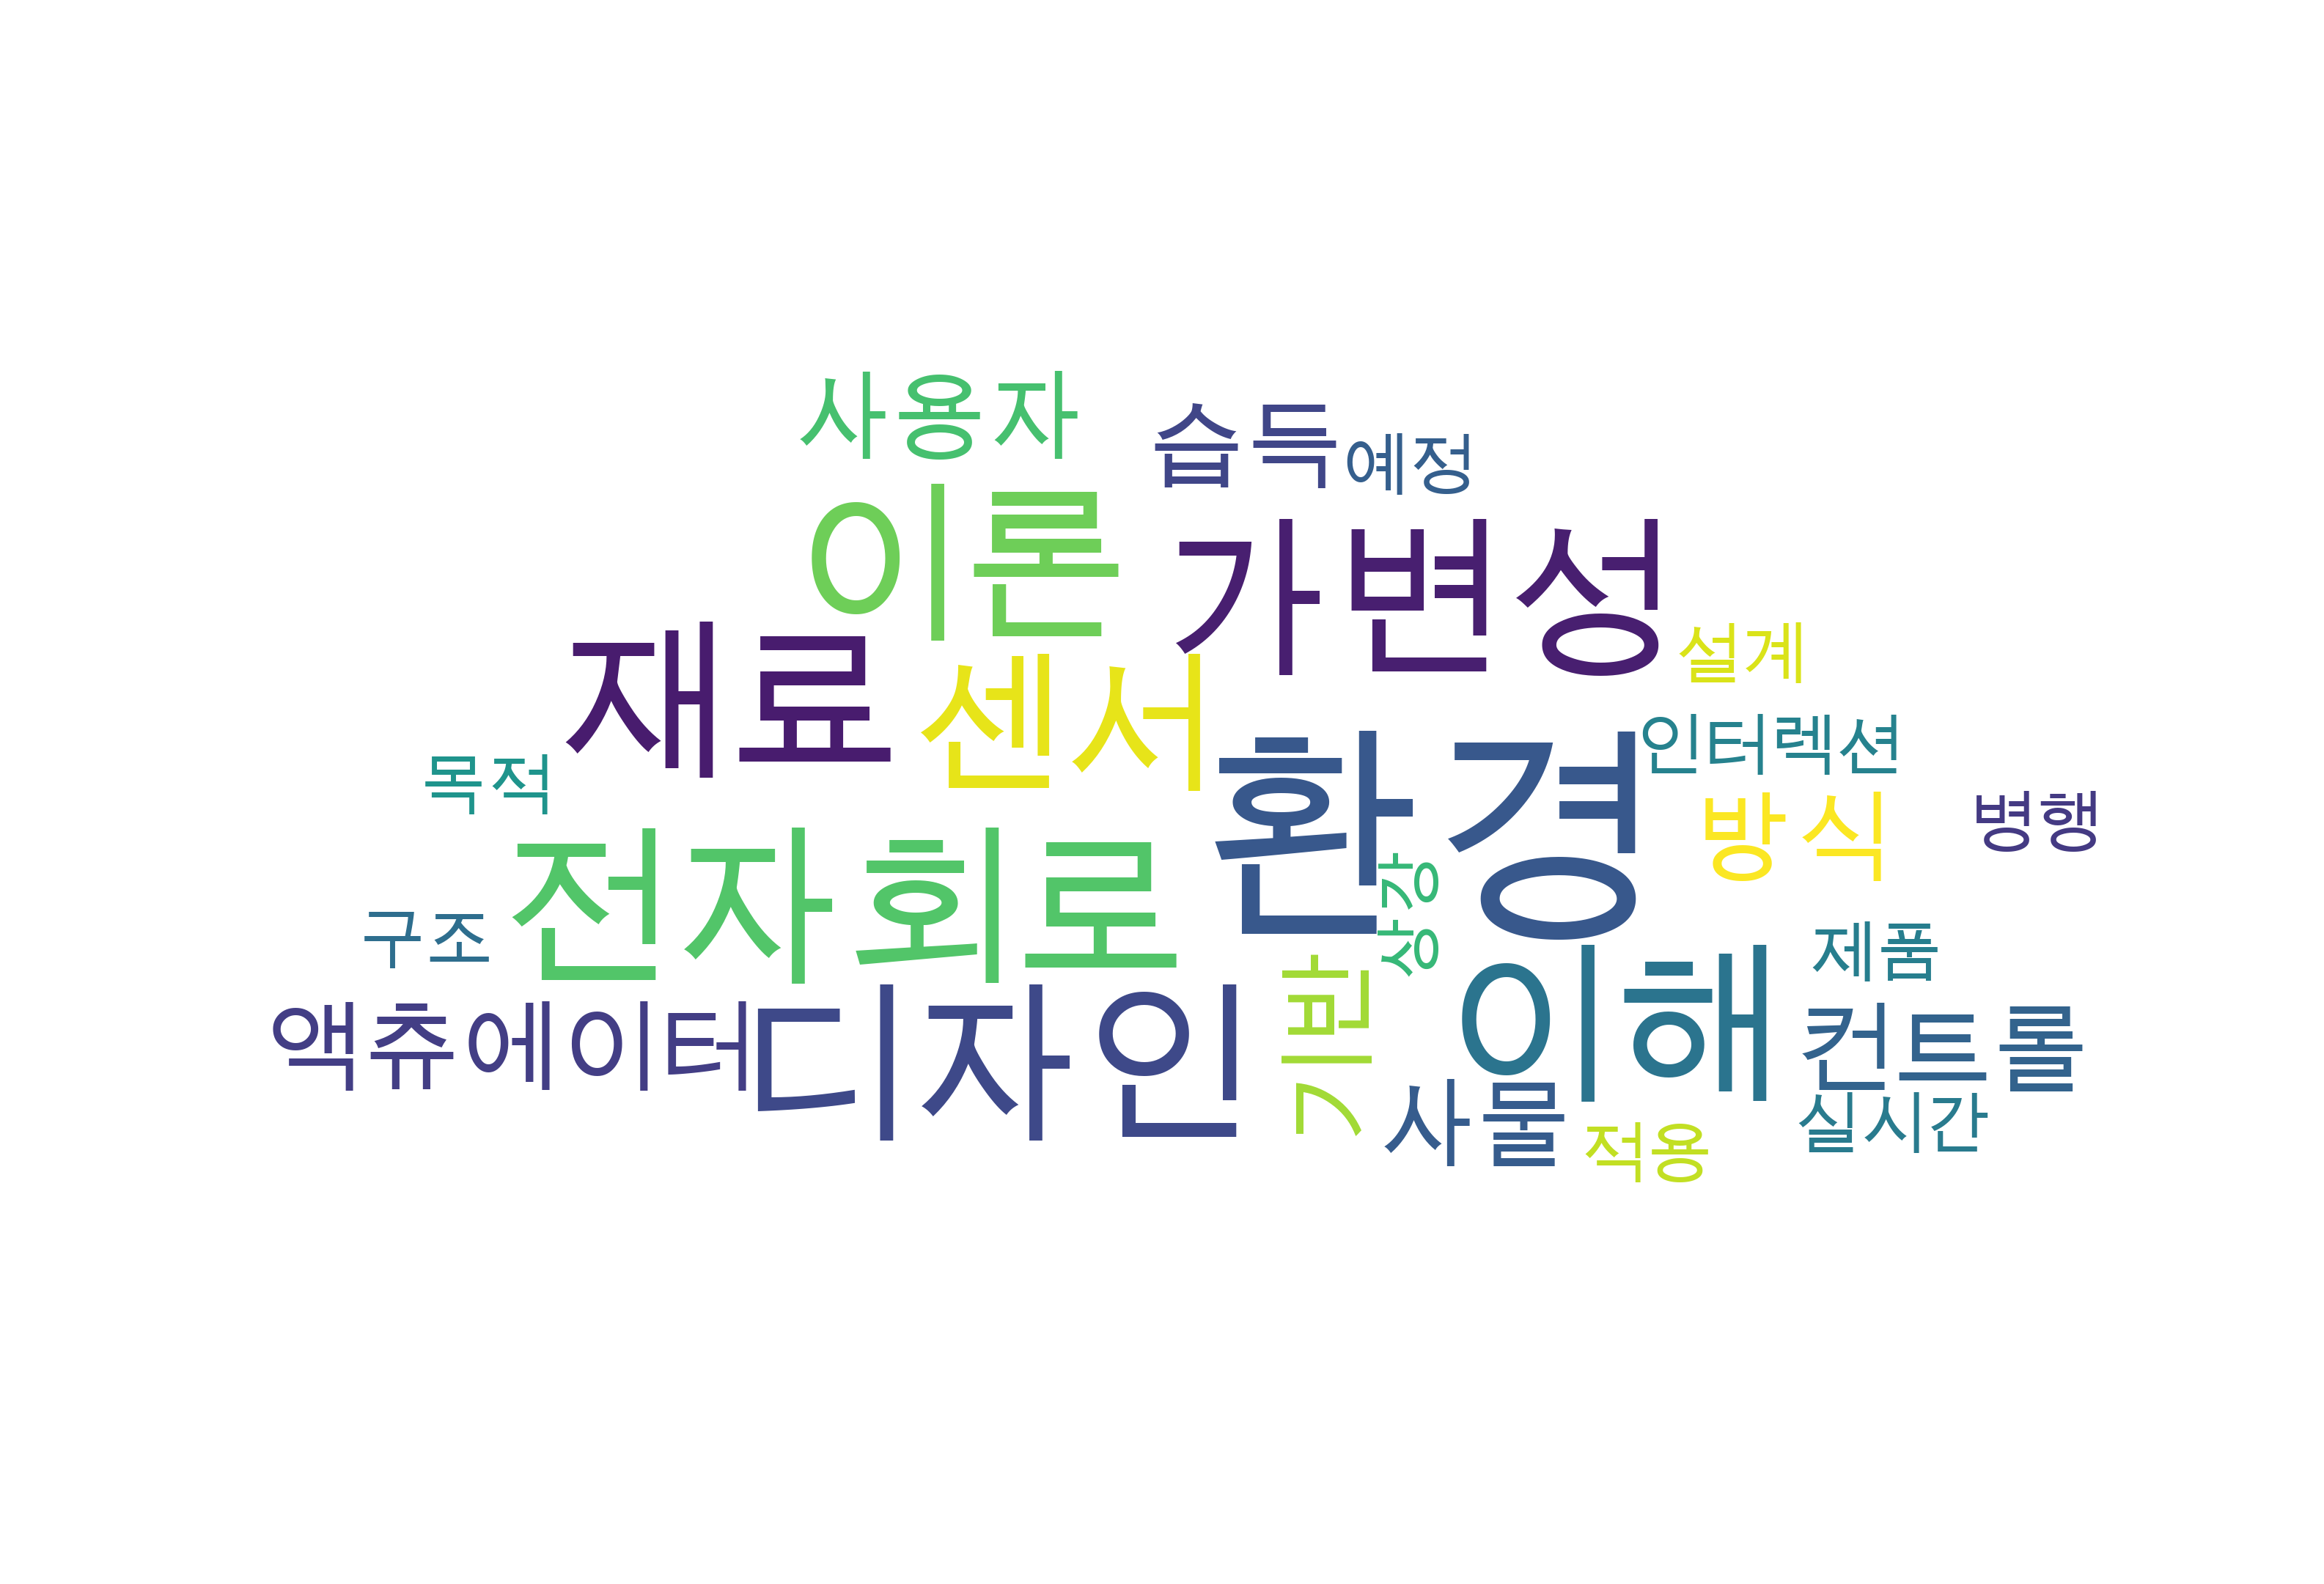 사용자
습득
예정
이론
가변성
재료
센서
설계
인터랙션
환경
목적
방식
병행
전자회로
상강
구조
제품
이해
액츄에이터
디자인
기반
컨트롤
사물
적용
실시간